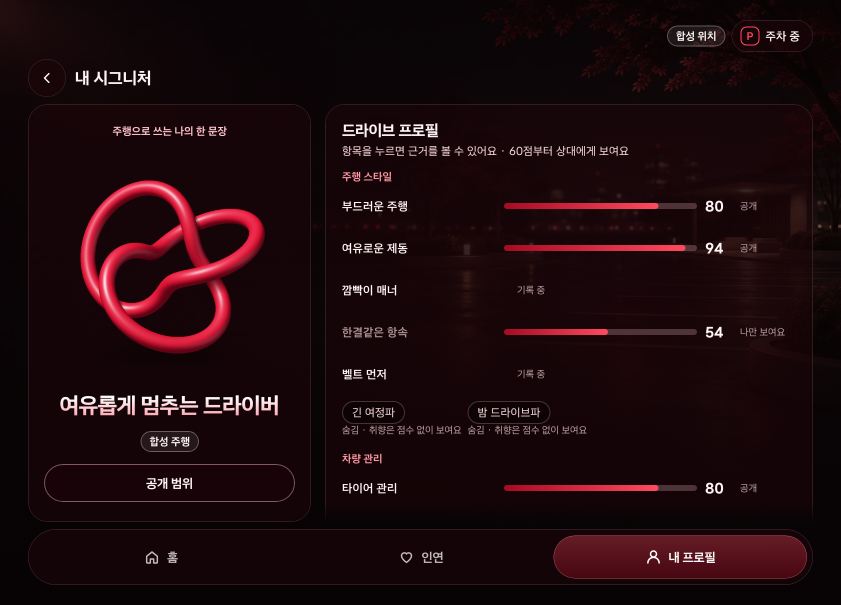 합성 위치
P 주차 중
내 시그니처
주행으로 쓰는 나의 한 문장
여유롭게 멈추는 드라이버
합성 주행
공개 범위
드라이브 프로필
항목을 누르면 근거를 볼 수 있어요 · 60점부터 상대에게 보여요
주행 스타일
부드러운 주행 80 공개
여유로운 제동 94 공개
깜빡이 매너 기록 중
한결같은 항속 54 나만 보여요
벨트 먼저 기록 중
긴 여정파 밤 드라이브파
숨김 · 취향은 점수 없이 보여요 숨김 · 취향은 점수 없이 보여요
차량 관리
타이어 관리 80 공개
홈 인연 내 프로필